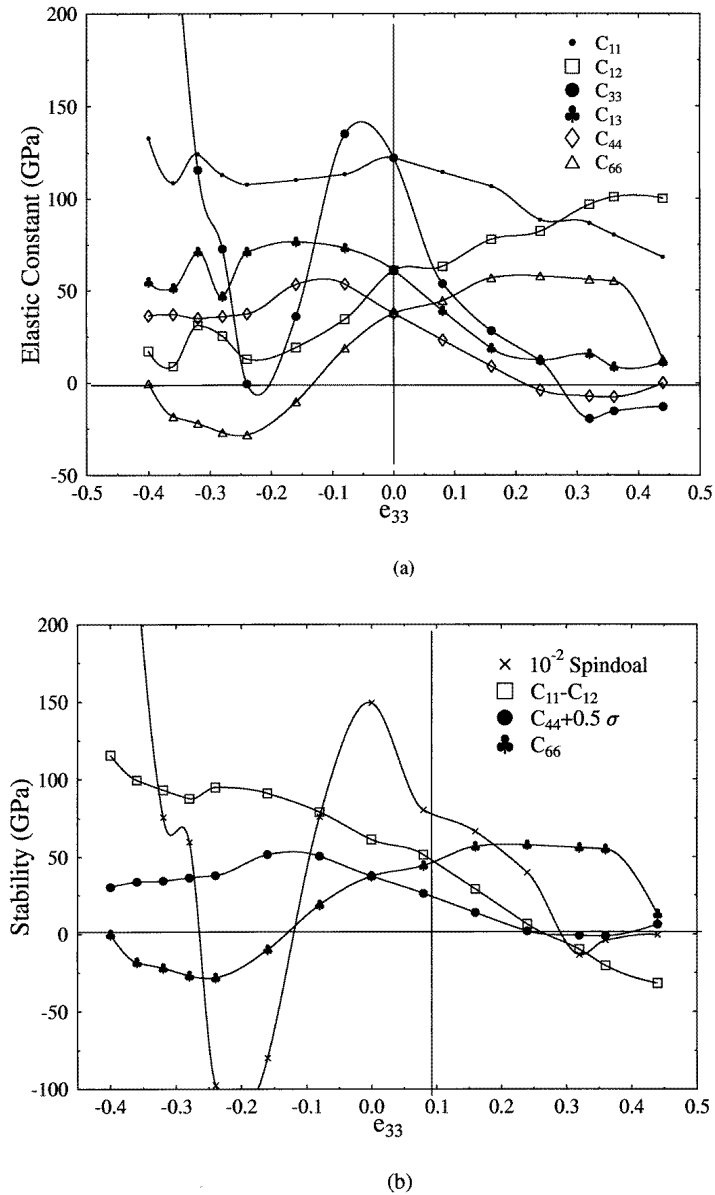 200
150
100
50
0
-50
Elastic Constant (GPa)
C11
C12
C33
C13
C44
C66
-0.5 -0.4 -0.3 -0.2 -0.1 0.0 0.1 0.2 0.3 0.4 0.5
e33
(a)
200
150
100
50
0
-50
-100
Stability (GPa)
10-2 Spindoal
C11-C12
C44+0.5 σ
C66
-0.4 -0.3 -0.2 -0.1 0.0 0.1 0.2 0.3 0.4 0.5
e33
(b)